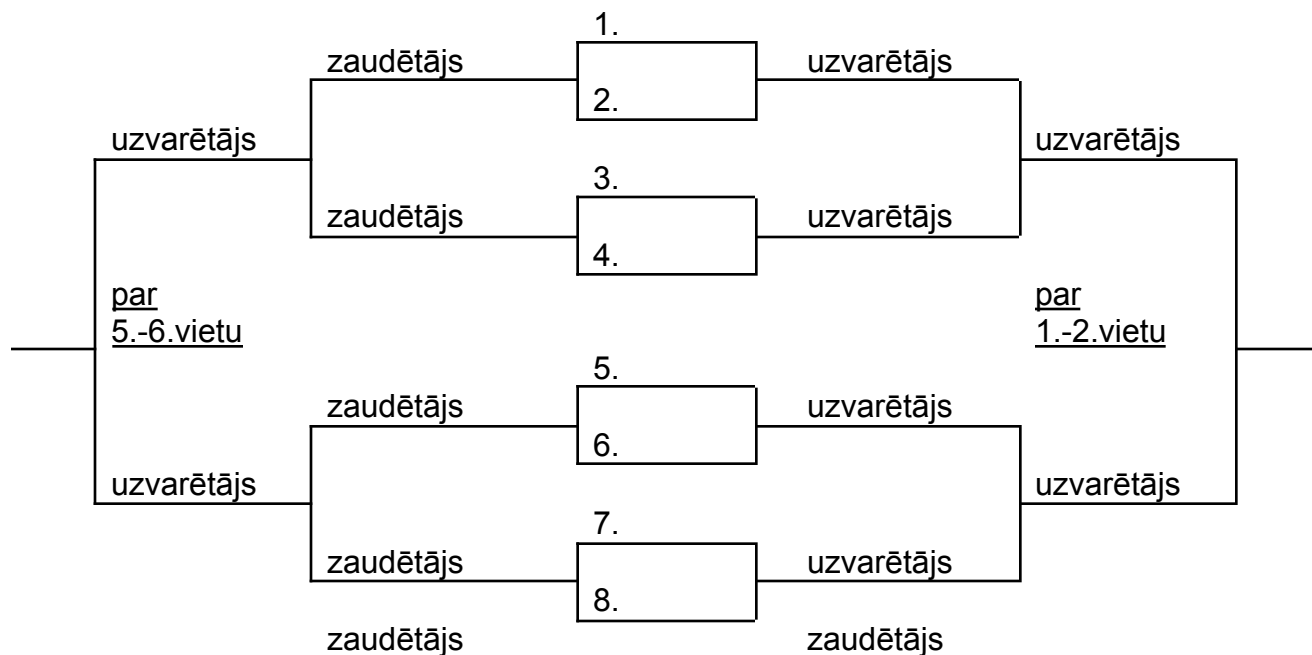 1.
zaudētājs uzvarētājs
2.
uzvarētājs uzvarētājs
3.
zaudētājs uzvarētājs
4.
par par
5.-6.vietu 1.-2.vietu
5.
zaudētājs uzvarētājs
6.
uzvarētājs uzvarētājs
7.
zaudētājs uzvarētājs
8.
zaudētājs zaudētājs